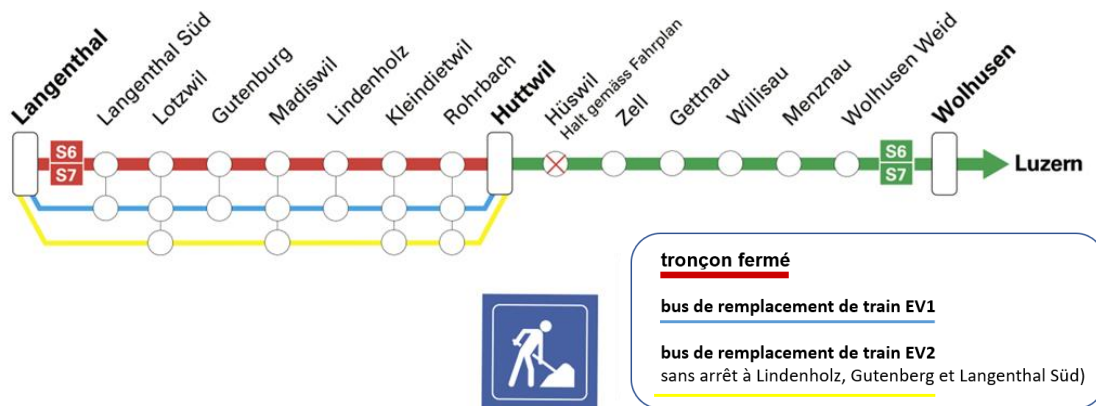 Langenthal
Langenthal Süd
Lotzwil
Gutenburg
Madiswil
Lindenholz
Kleindietwil
Rohrbach
Huttwil
Hüswil
Halt gemäss Fahrplan
Zell
Gettnau
Willisau
Menznau
Wolhusen Weid
Wolhusen
S6
S7
S6
S7
Luzern
tronçon fermé
bus de remplacement de train EV1
bus de remplacement de train EV2
sans arrêt à Lindenholz, Gutenberg et Langenthal Süd)